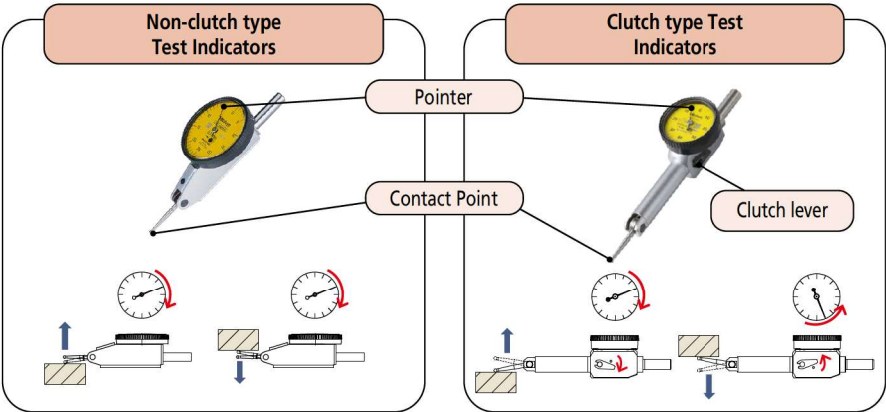 Non-clutch type
Test Indicators
Clutch type Test
Indicators
Pointer
Contact Point
Clutch lever